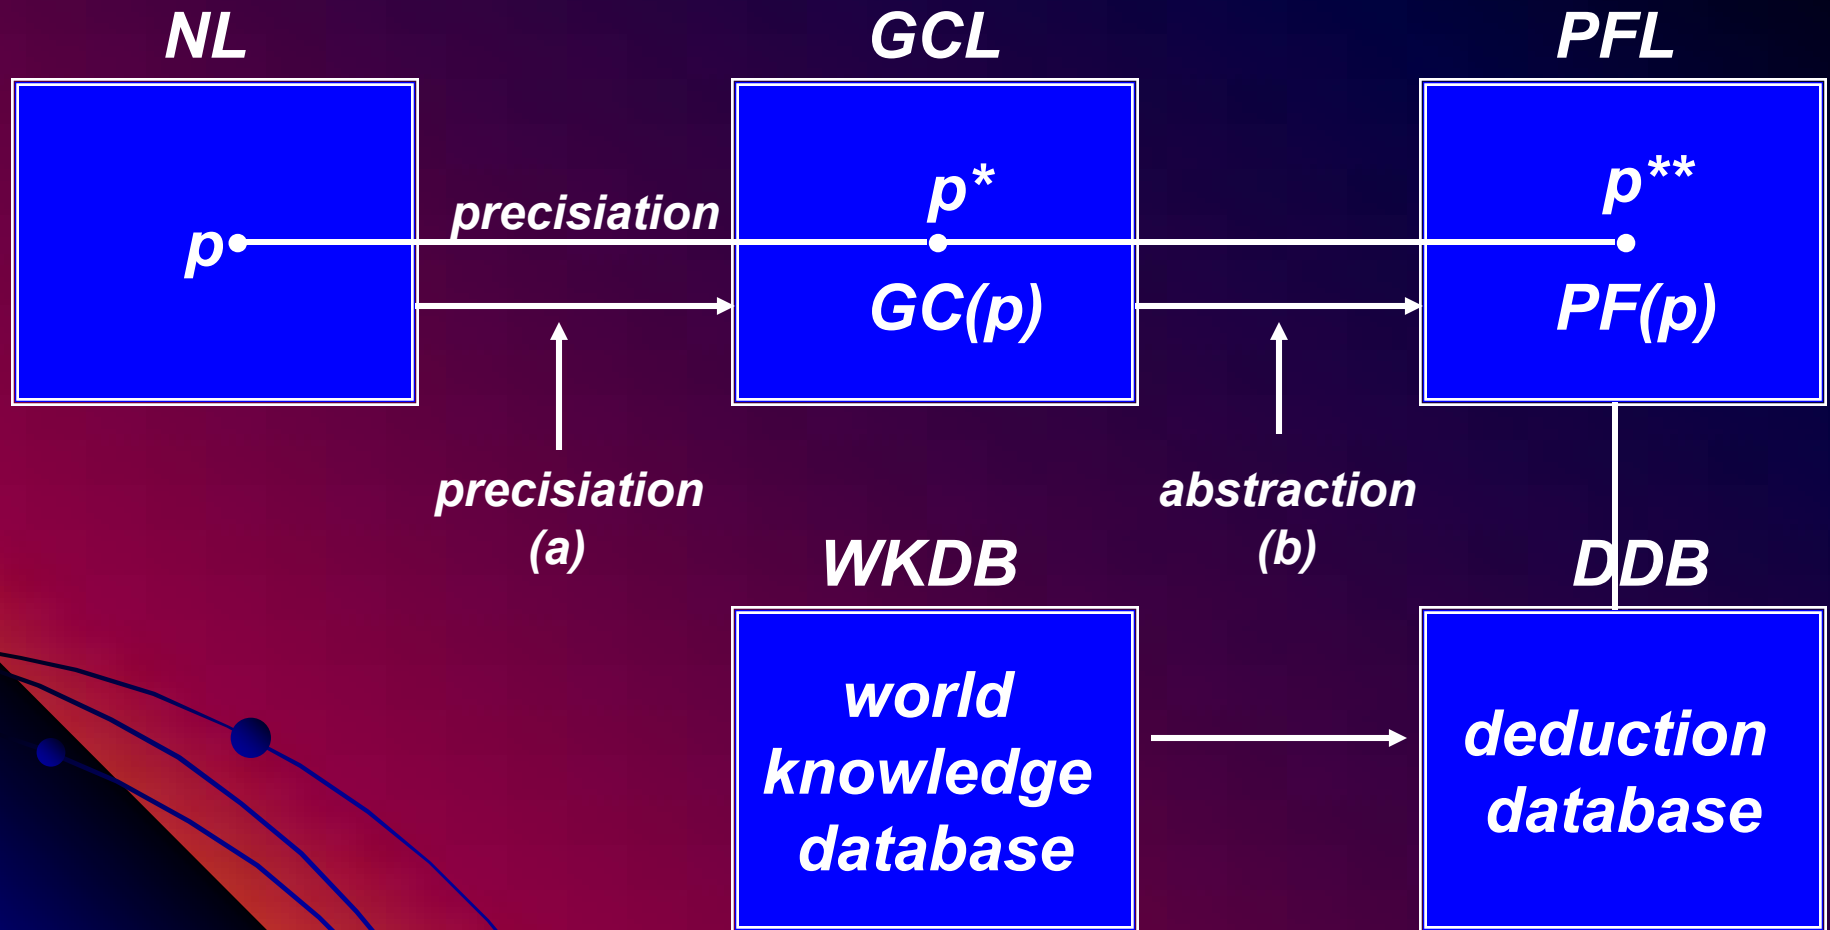 NL
GCL
PFL
p
precisiation
p*
GC(p)
p**
PF(p)
precisiation
(a)
abstraction
(b)
WKDB
DDB
world
knowledge
database
deduction
database